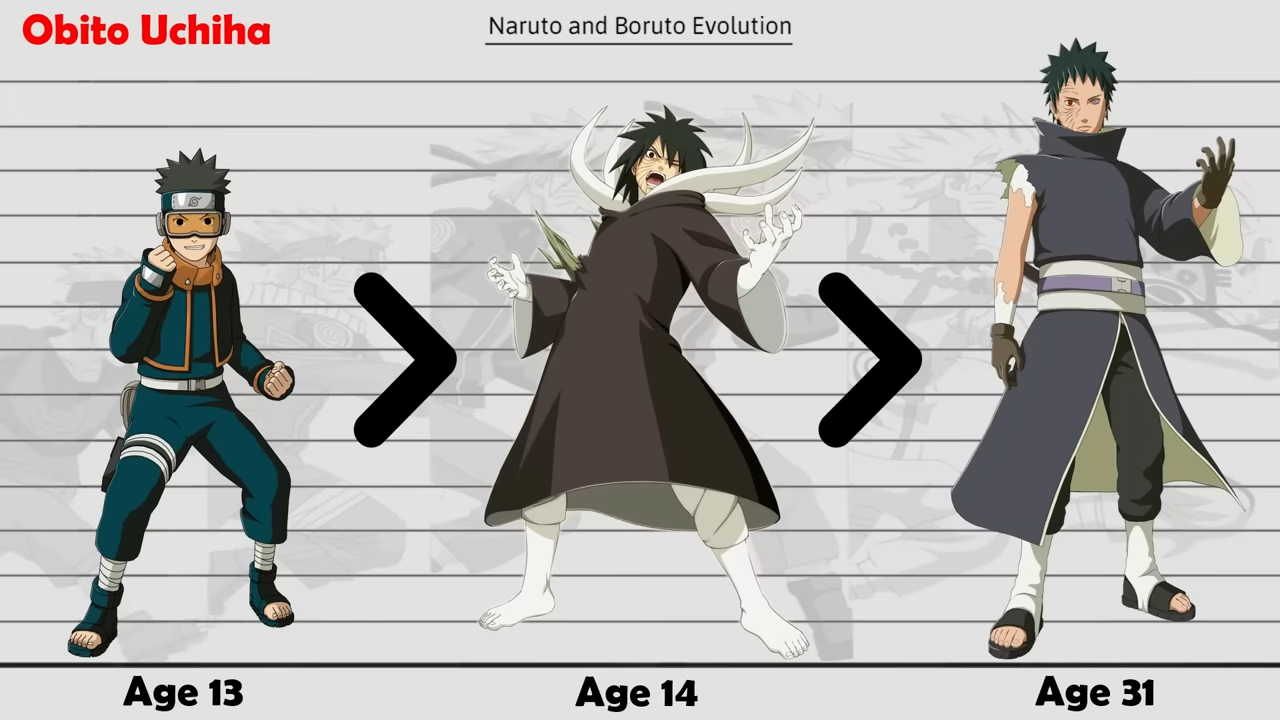 Obito Uchiha
Naruto and Boruto Evolution
Age 13
Age 14
Age 31